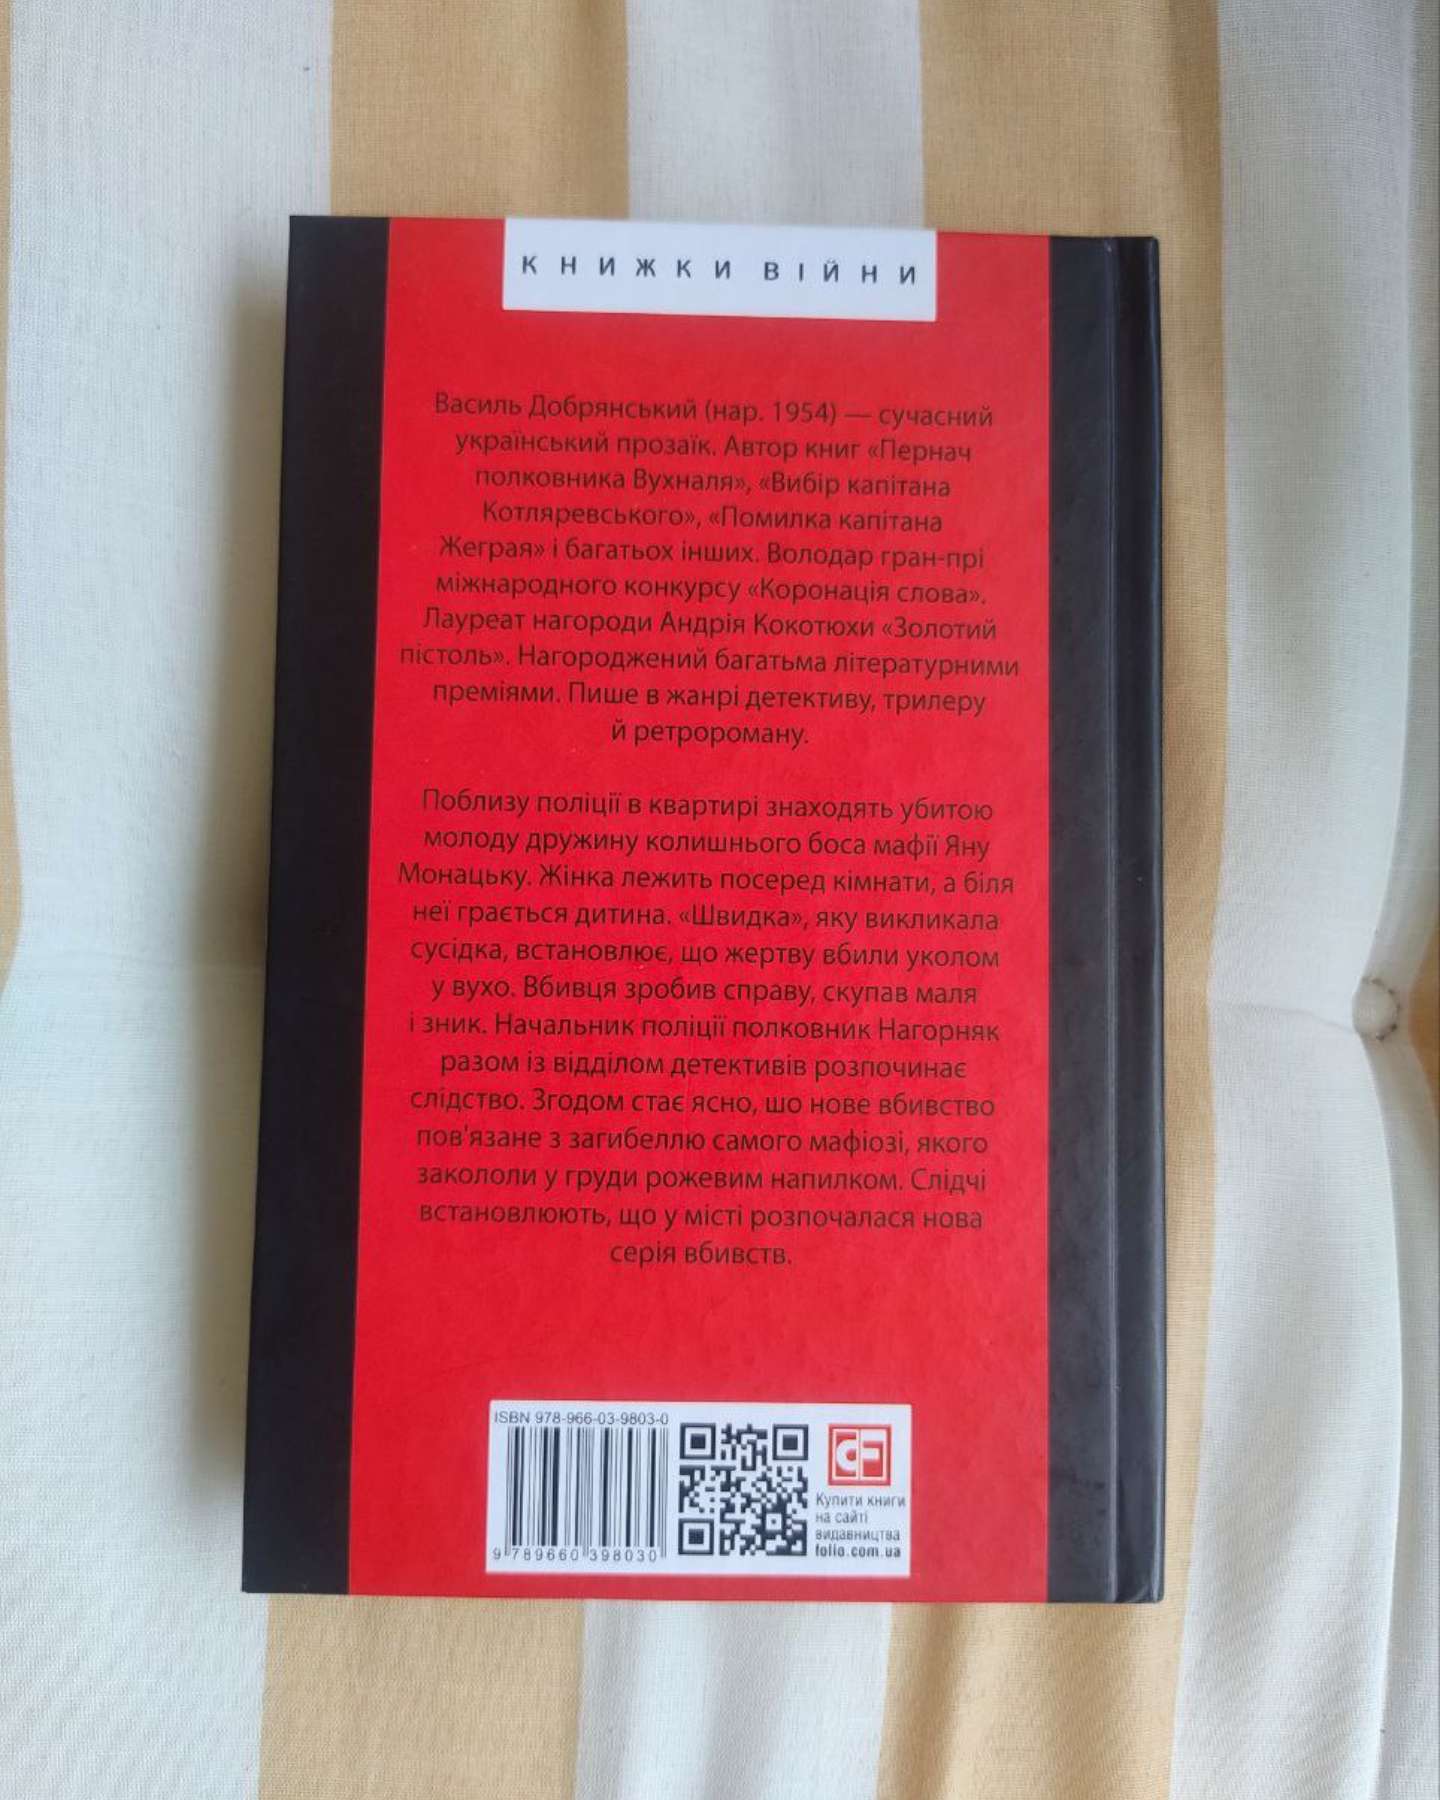 КНИЖКИ ВІЙНИ
Василь Добрянський (нар. 1954) — сучасний
український прозаїк. Автор книг «Пернач
полковника Вухналя», «Вибір капітана
Котляревського», «Помилка капітана
Жеграя» і багатьох інших. Володар гран-прі
міжнародного конкурсу «Коронація слова».
Лауреат нагороди Андрія Кокотюхи «Золотий
пістоль». Нагороджений багатьма літературними
преміями. Пише в жанрі детективу, трилеру
й ретророману.
Поблизу поліції в квартирі знаходять убитою
молоду дружину колишнього боса мафії Яну
Монацьку. Жінка лежить посеред кімнати, а біля
неї грається дитина. «Швидка», яку викликала
сусідка, встановлює, що жертву вбили уколом
у вухо. Вбивця зробив справу, скупав маля
і зник. Начальник поліції полковник Нагорняк
разом із відділом детективів розпочинає
слідство. Згодом стає ясно, шо нове вбивство
пов'язане з загибеллю самого мафіозі, якого
закололи у груди рожевим напилком. Слідчі
встановлюють, що у місті розпочалася нова
серія вбивств.
ISBN 978-966-03-9803-0
9 789660 398030
Купити книги
на сайті
видавництва
folio.com.ua